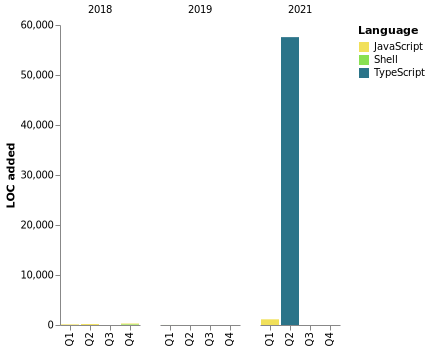 2018 2019 2021
Language
JavaScript
Shell
TypeScript
LOC added
60,000
50,000
40,000
30,000
20,000
10,000
0
Q1 Q2 Q3 Q4 Q1 Q2 Q3 Q4 Q1 Q2 Q3 Q4